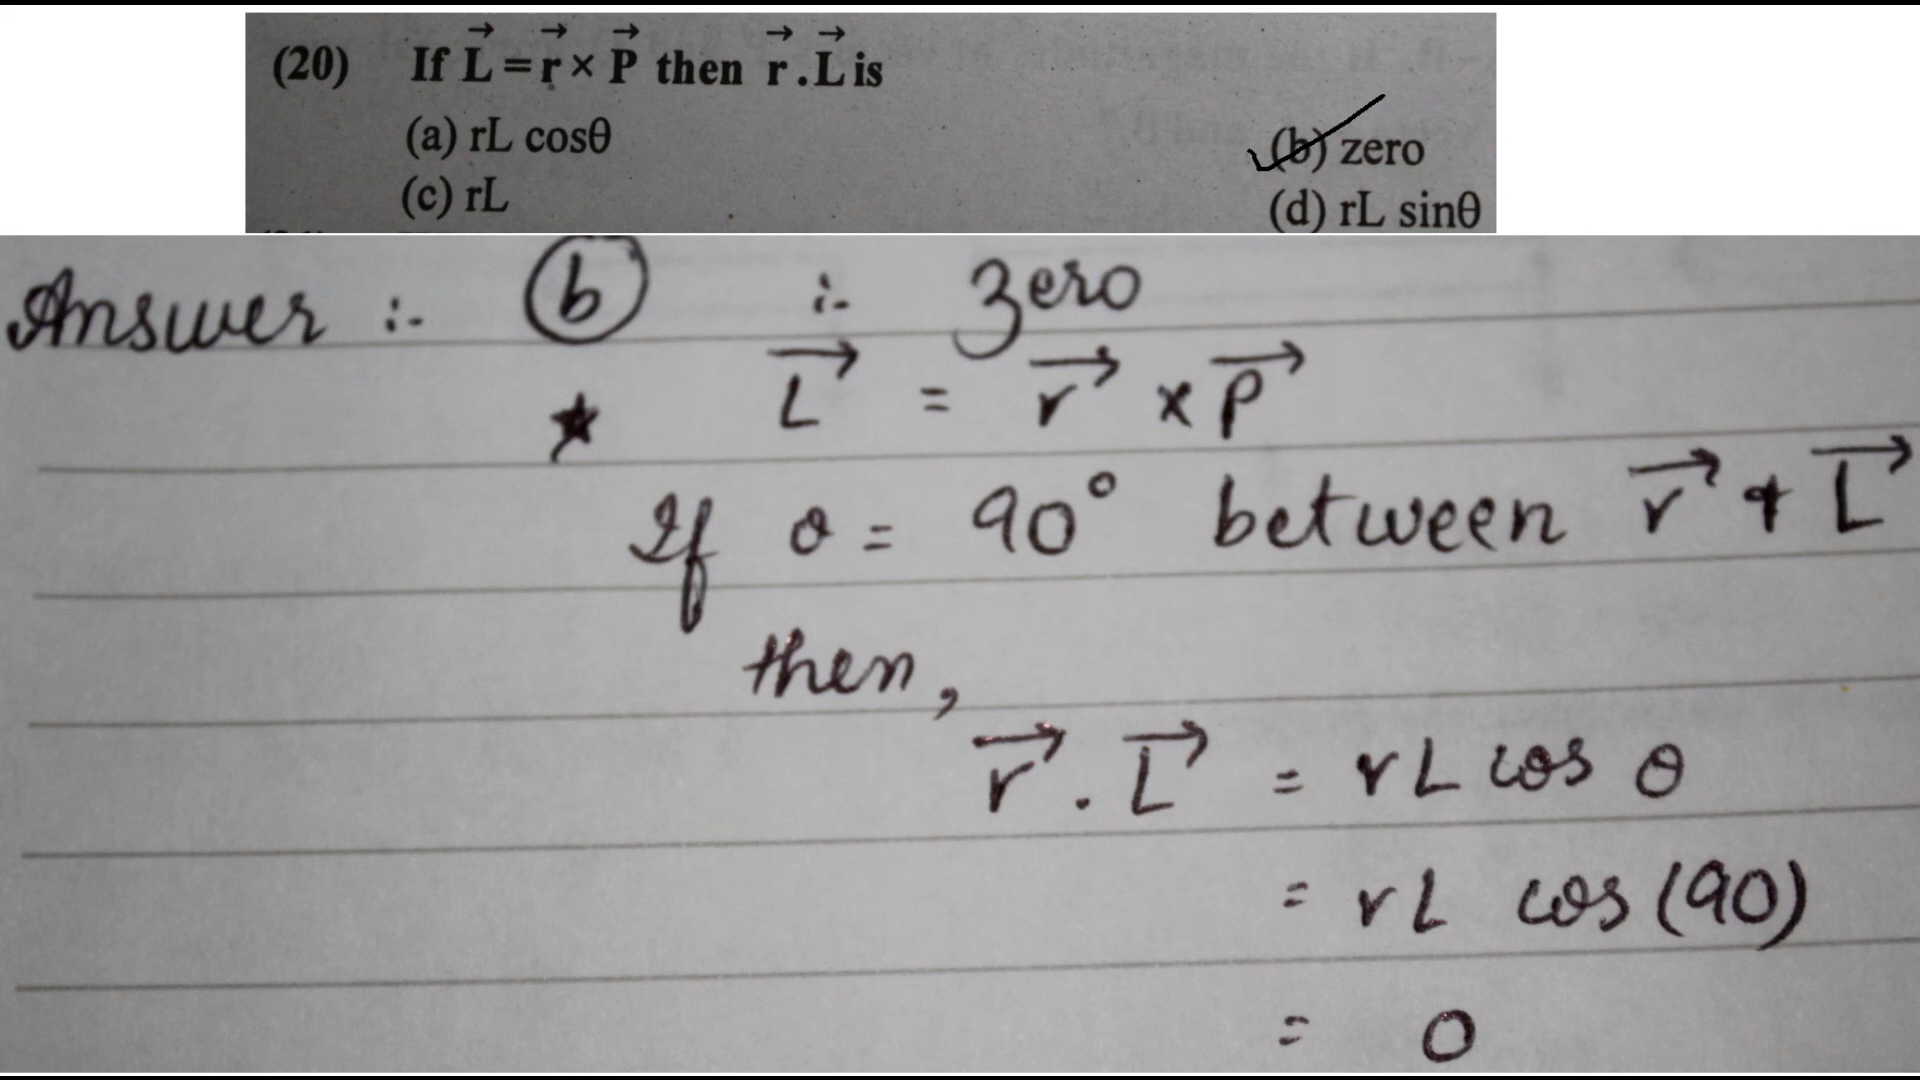 (20) If L⃗ = r⃗ × P⃗ then r⃗ . L⃗ is
(a) rL cosθ (b) zero
(c) rL (d) rL sinθ
Answer :- (b) :- zero
★ L⃗ = r⃗ × P⃗
If θ = 90° between r⃗ & L⃗
then,
r⃗ . L⃗ = rL cos θ
= rL cos (90)
= 0